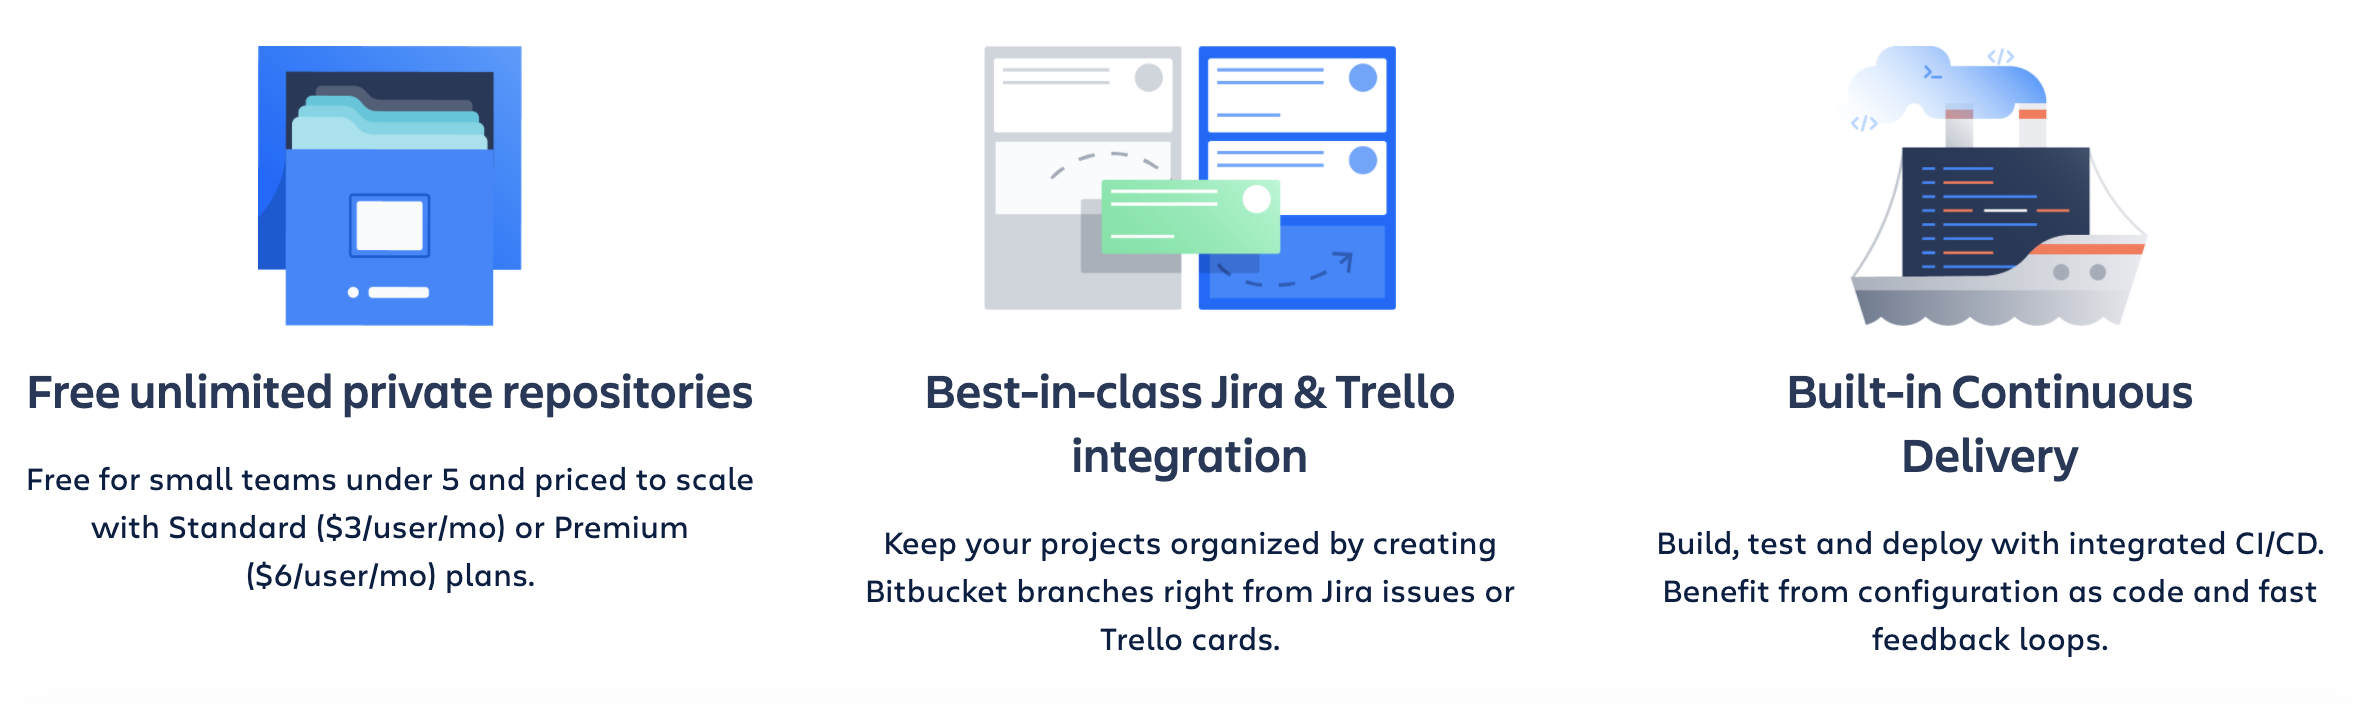 Free unlimited private repositories
Free for small teams under 5 and priced to scale
with Standard ($3/user/mo) or Premium
($6/user/mo) plans.
Best-in-class Jira & Trello
integration
Keep your projects organized by creating
Bitbucket branches right from Jira issues or
Trello cards.
>_
</>
</>
Built-in Continuous
Delivery
Build, test and deploy with integrated CI/CD.
Benefit from configuration as code and fast
feedback loops.